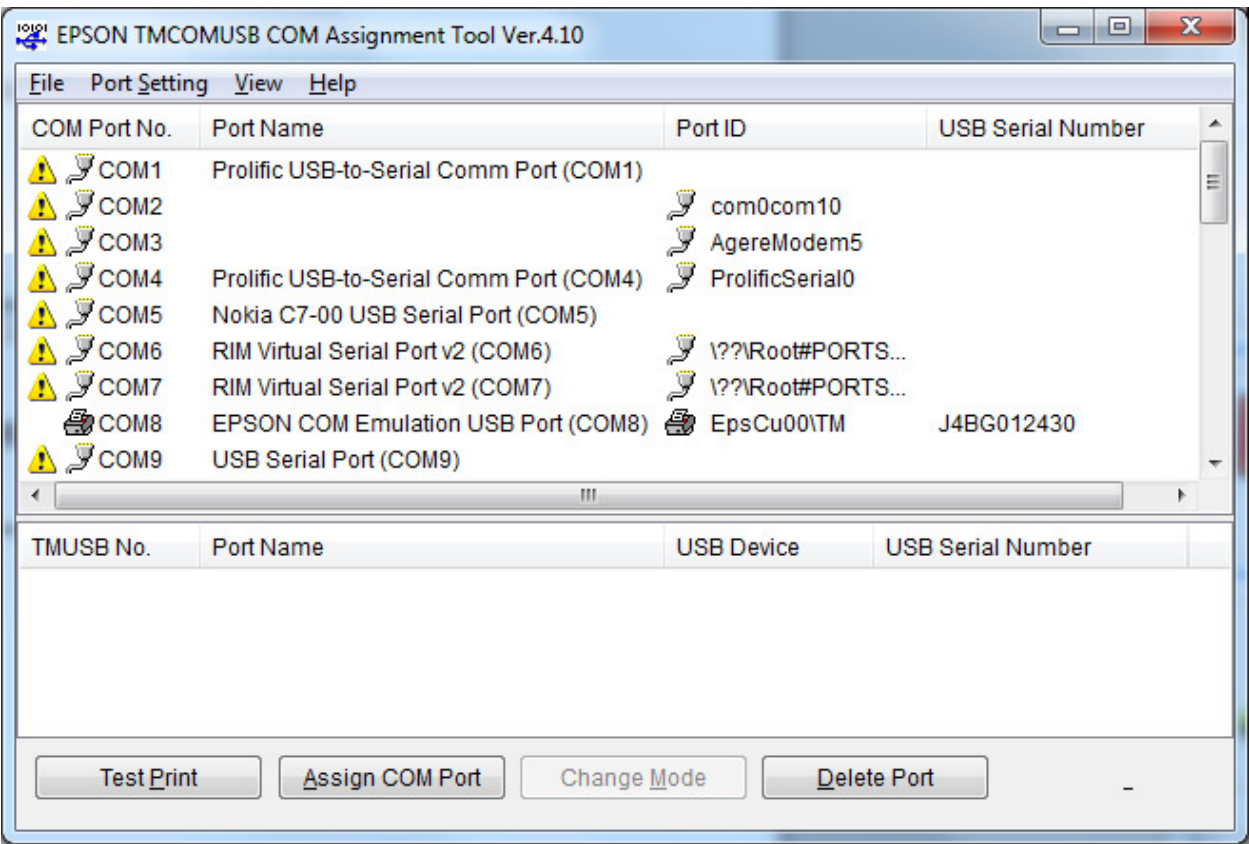 EPSON TMCOMUSB COM Assignment Tool Ver.4.10
File Port Setting View Help
COM Port No. Port Name Port ID USB Serial Number
COM1 Prolific USB-to-Serial Comm Port (COM1)
COM2 com0com10
COM3 AgereModem5
COM4 Prolific USB-to-Serial Comm Port (COM4) ProlificSerial0
COM5 Nokia C7-00 USB Serial Port (COM5)
COM6 RIM Virtual Serial Port v2 (COM6) \??\Root#PORTS...
COM7 RIM Virtual Serial Port v2 (COM7) \??\Root#PORTS...
COM8 EPSON COM Emulation USB Port (COM8) EpsCu00\TM J4BG012430
COM9 USB Serial Port (COM9)
TMUSB No. Port Name USB Device USB Serial Number
Test Print Assign COM Port Change Mode Delete Port